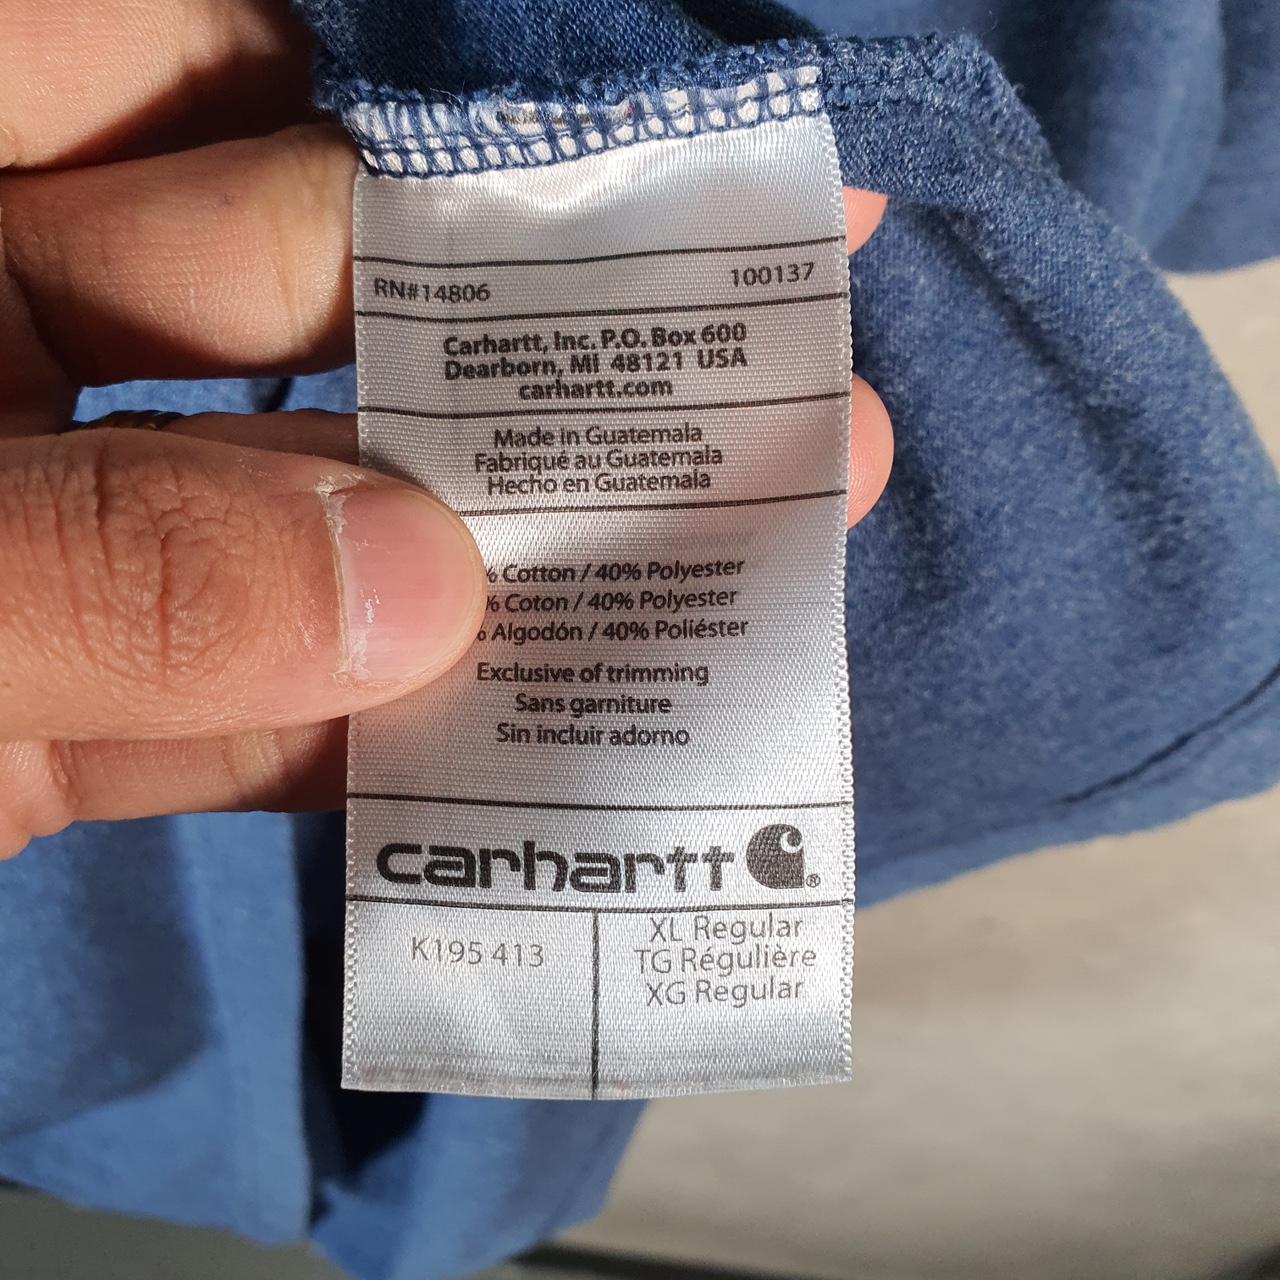 RN#14806 100137
Carhartt, Inc. P.O. Box 600
Dearborn, MI 48121 USA
carhartt.com
Made in Guatemala
Fabriqué au Guatemala
Hecho en Guatemala
% Cotton / 40% Polyester
% Coton / 40% Polyester
% Algodón / 40% Poliéster
Exclusive of trimming
Sans garniture
Sin incluir adorno
carhartt ®
K195 413
XL Regular
TG Régulière
XG Regular